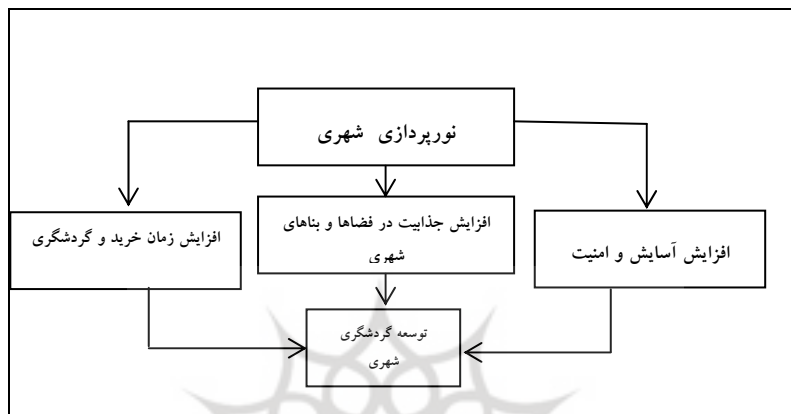 نورپردازی شهری
افزایش آسایش و امنیت
افزایش جذابیت در فضاها و بناهای
شهری
افزایش زمان خرید و گردشگری
توسعه گردشگری
شهری